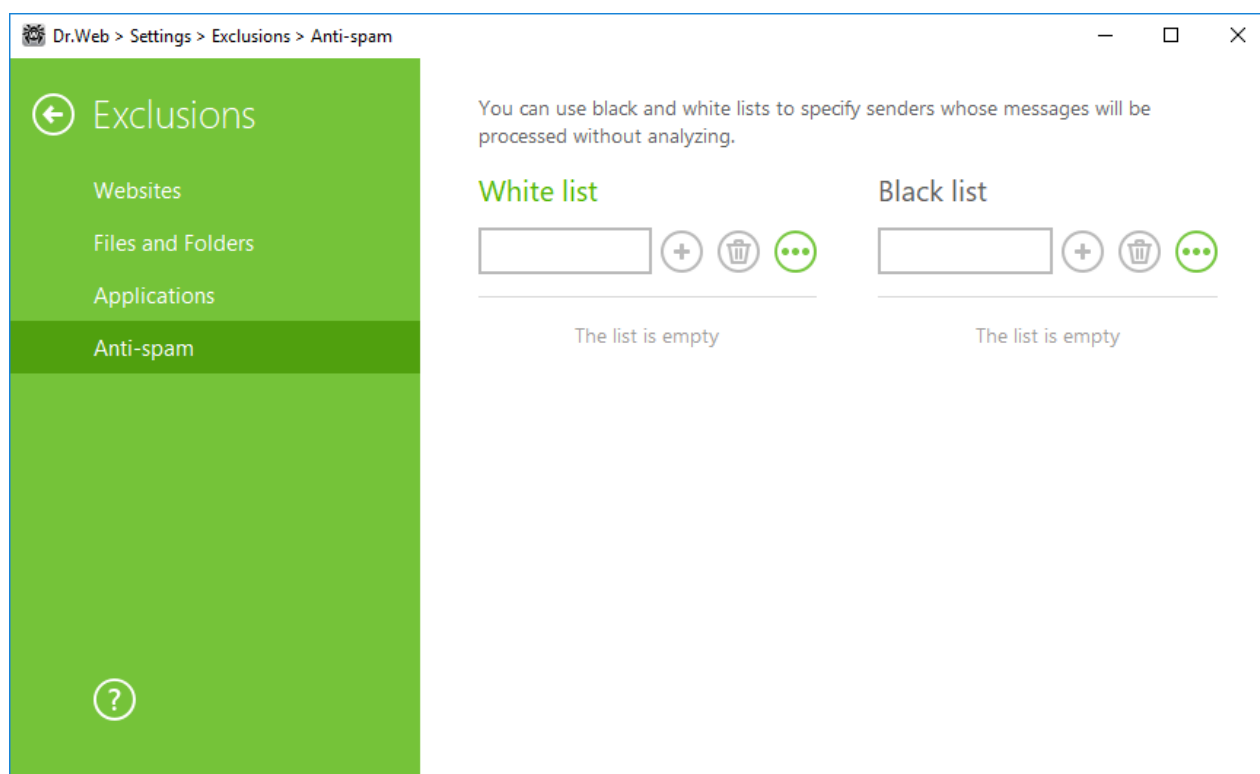 Dr.Web > Settings > Exclusions > Anti-spam
Exclusions
Websites
Files and Folders
Applications
Anti-spam
?
You can use black and white lists to specify senders whose messages will be
processed without analyzing.
White list
The list is empty
Black list
The list is empty